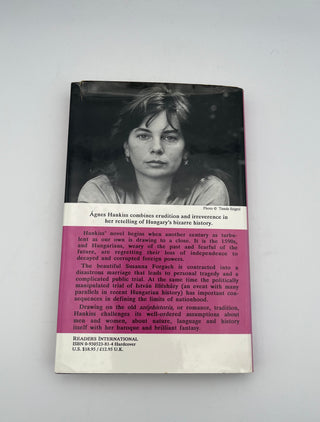 Photo © Tamás Szigeti
Ágnes Hankiss combines erudition and irreverence in
her retelling of Hungary's bizarre history.
Hankiss' novel begins when another century as turbu-
lent as our own is drawing to a close. It is the 1590s,
and Hungarians, weary of the past and fearful of the
future, are regretting their loss of independence to
decayed and corrupted foreign powers.
The beautiful Susanna Forgach is contracted into a
disastrous marriage that leads to personal tragedy and a
complicated public trial. At the same time the politically
manipulated trial of István Illésházy (an event with many
parallels in recent Hungarian history) has important con-
sequences in defining the limits of nationhood.
Drawing on the old széphistoria, or romance, tradition,
Hankiss challenges its well-ordered assumptions about
men and women, about nature, language and history
itself with her baroque and brilliant fantasy.
READERS INTERNATIONAL
ISBN 0-930523-81-4 Hardcover
U.S. $18.95 / £12.95 U.K.